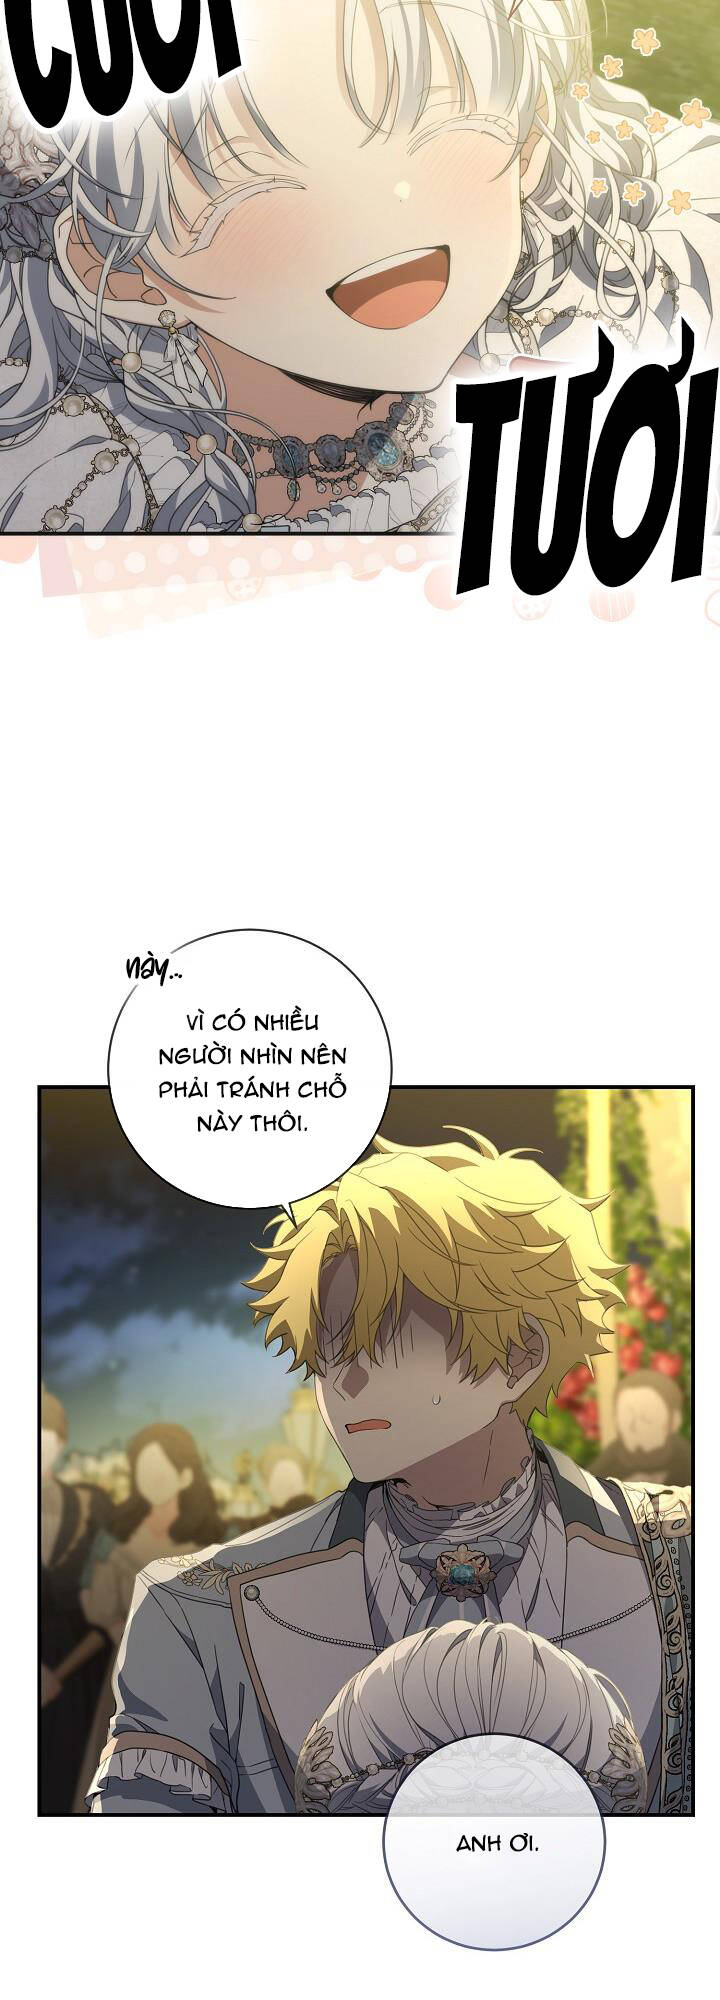 CƯỜI
TƯƠI
này...
VÌ CÓ NHIỀU
NGƯỜI NHÌN NÊN
PHẢI TRÁNH CHỖ
NÀY THÔI.
ANH ƠI.